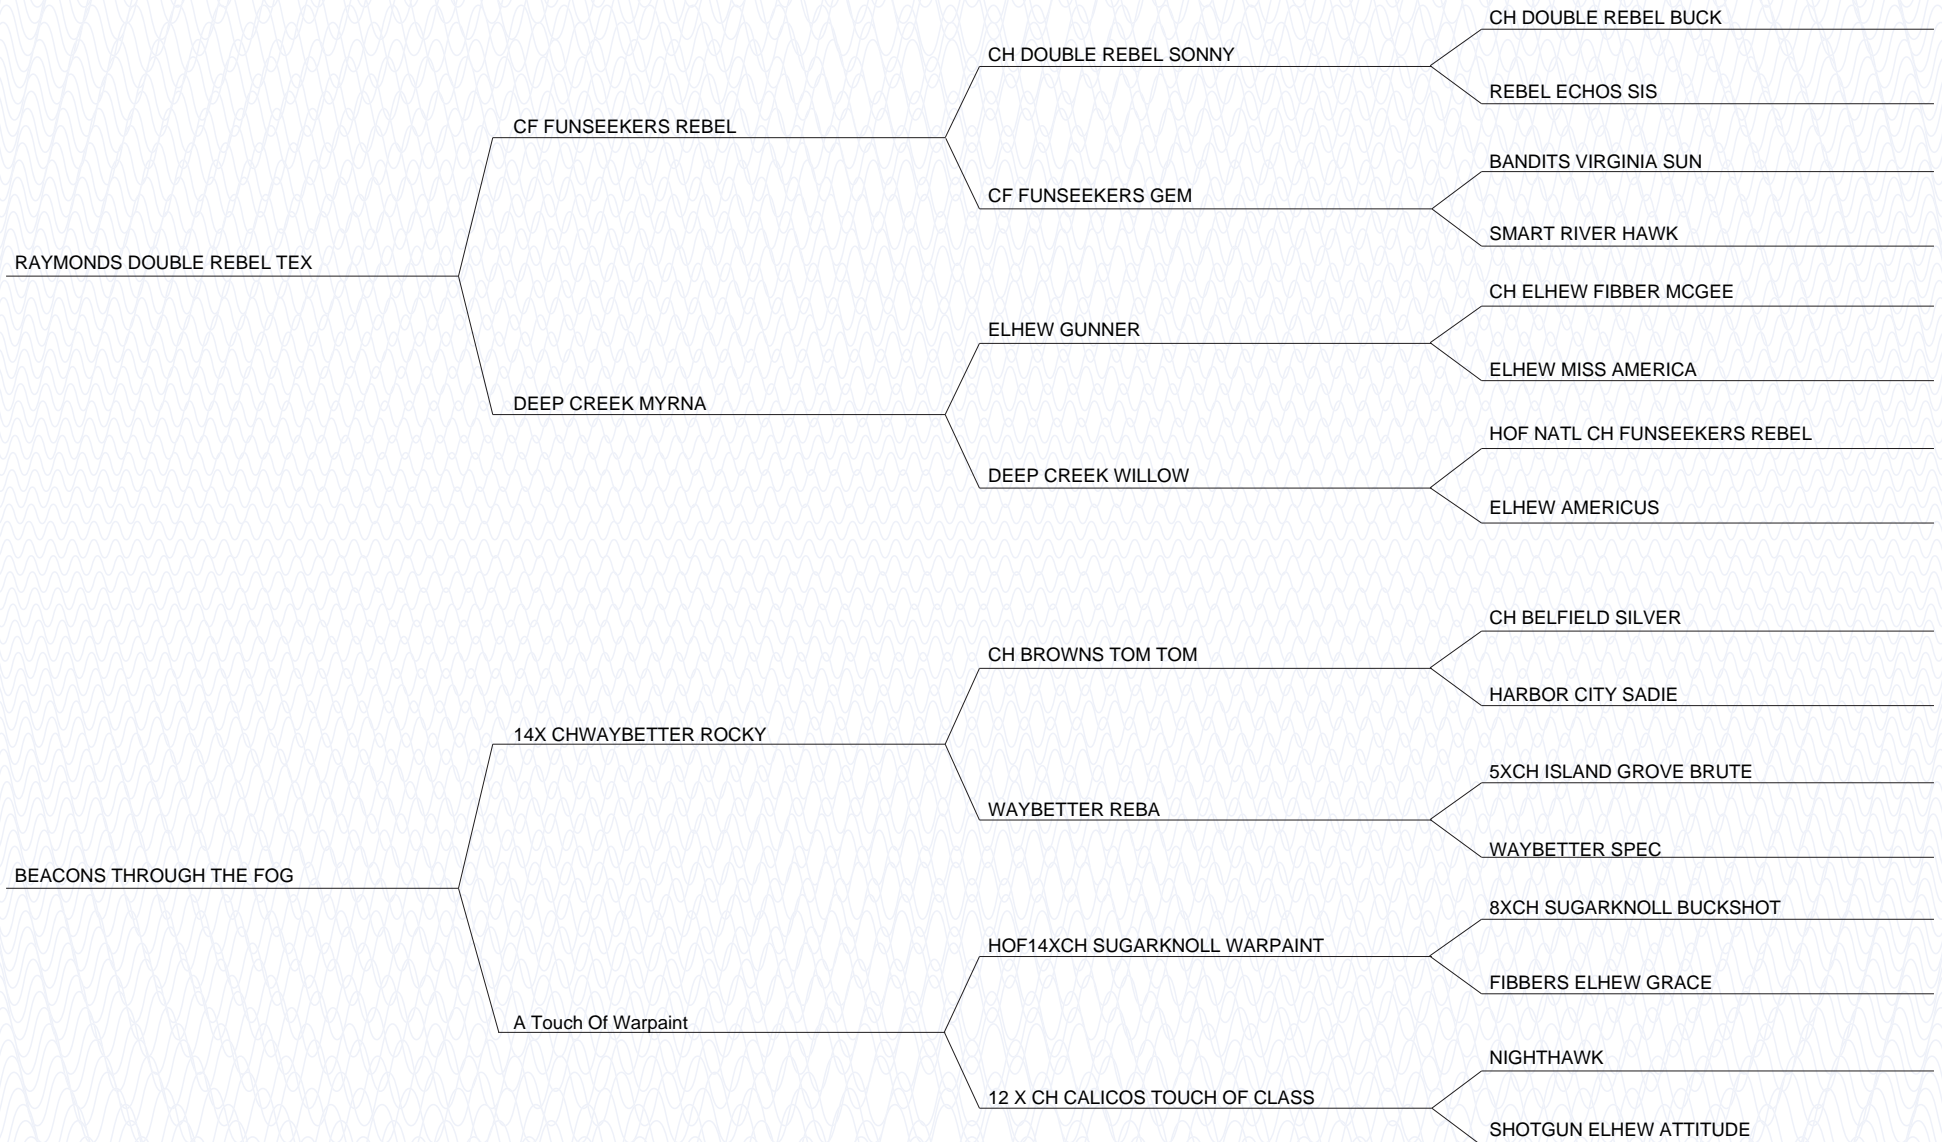 CH DOUBLE REBEL BUCK
CH DOUBLE REBEL SONNY
REBEL ECHOS SIS
CF FUNSEEKERS REBEL
BANDITS VIRGINIA SUN
CF FUNSEEKERS GEM
SMART RIVER HAWK
RAYMONDS DOUBLE REBEL TEX
CH ELHEW FIBBER MCGEE
ELHEW GUNNER
ELHEW MISS AMERICA
DEEP CREEK MYRNA
HOF NATL CH FUNSEEKERS REBEL
DEEP CREEK WILLOW
ELHEW AMERICUS
CH BELFIELD SILVER
CH BROWNS TOM TOM
HARBOR CITY SADIE
14X CHWAYBETTER ROCKY
5XCH ISLAND GROVE BRUTE
WAYBETTER REBA
WAYBETTER SPEC
BEACONS THROUGH THE FOG
8XCH SUGARKNOLL BUCKSHOT
HOF14XCH SUGARKNOLL WARPAINT
FIBBERS ELHEW GRACE
A Touch Of Warpaint
NIGHTHAWK
12 X CH CALICOS TOUCH OF CLASS
SHOTGUN ELHEW ATTITUDE